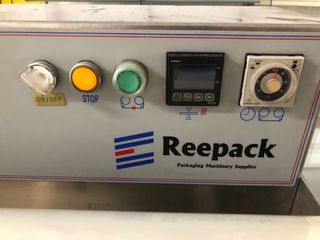 ON/OFF
STOP
Reepack
Packaging Machinery Supplies